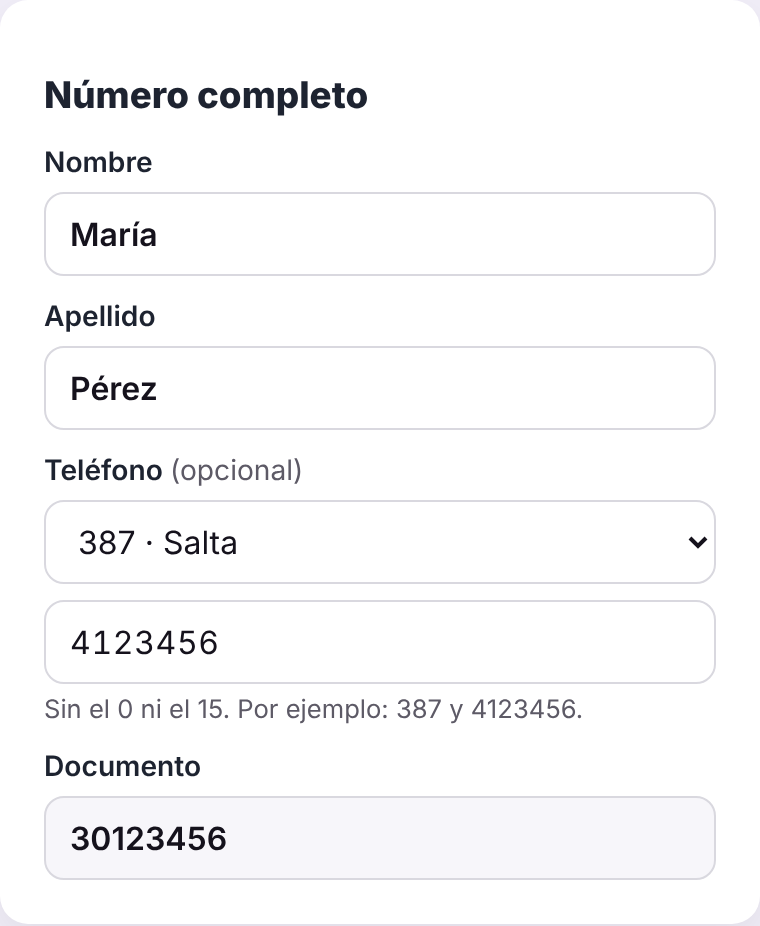 Número completo
Nombre
María
Apellido
Pérez
Teléfono (opcional)
387 · Salta
4123456
Sin el 0 ni el 15. Por ejemplo: 387 y 4123456.
Documento
30123456